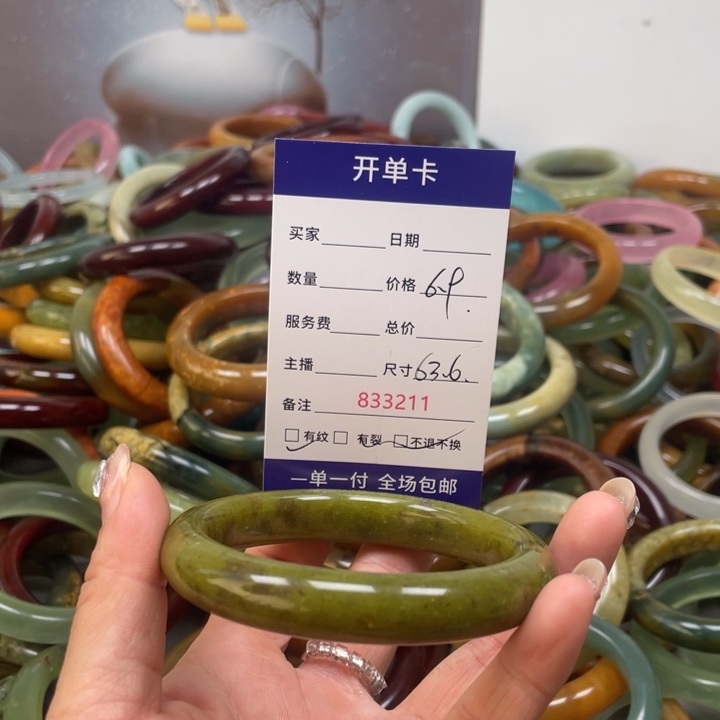 开单卡
买家 日期
数量 价格 69.
服务费 总价
主播 尺寸 63.6.
备注 833211
有纹 有裂 不退不换
一单一付 全场包邮